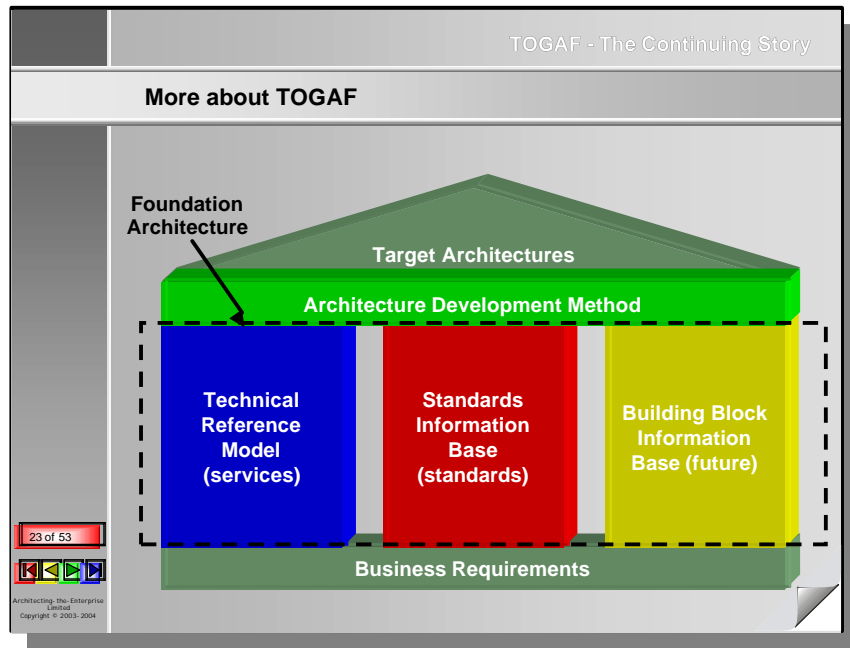 TOGAF - The Continuing Story
More about TOGAF
Foundation
Architecture
Target Architectures
Architecture Development Method
Technical
Reference
Model
(services)
Standards
Information
Base
(standards)
Building Block
Information
Base (future)
Business Requirements
23 of 53
Architecting- the- Enterprise
Limited
Copyright © 2003- 2004